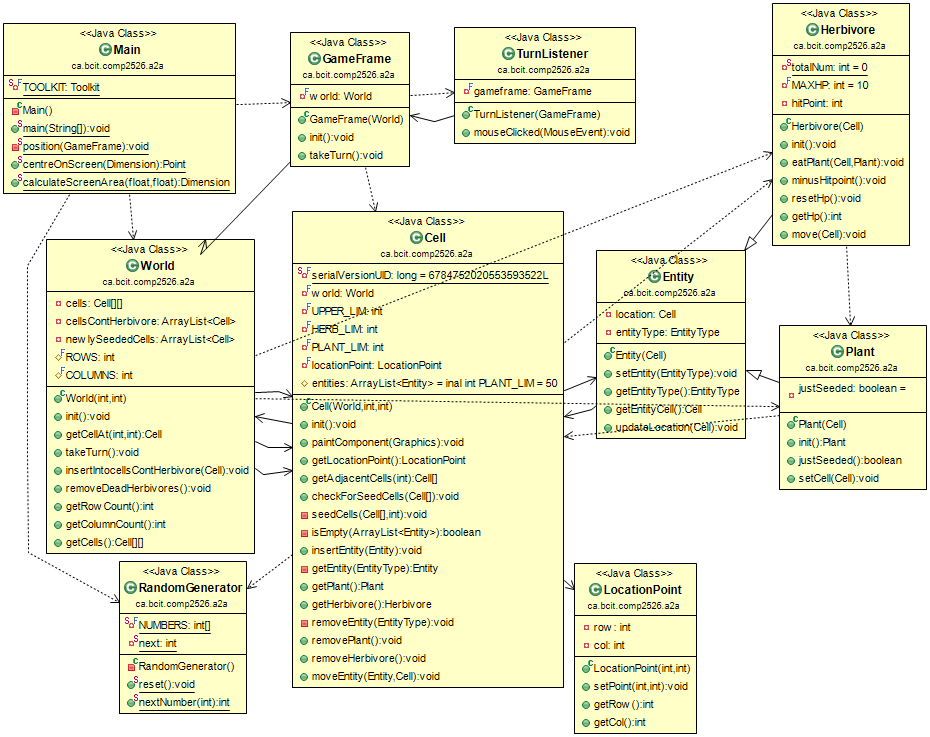 <<Java Class>>
Main
ca.bcit.comp2526.a2a
TOOLKIT: Toolkit
Main()
main(String[]):void
position(GameFrame):void
centreOnScreen(Dimension):Point
calculateScreenArea(float,float):Dimension
<<Java Class>>
GameFrame
ca.bcit.comp2526.a2a
world: World
GameFrame(World)
init():void
takeTurn():void
<<Java Class>>
TurnListener
ca.bcit.comp2526.a2a
gameframe: GameFrame
TurnListener(GameFrame)
mouseClicked(MouseEvent):void
<<Java Class>>
Herbivore
ca.bcit.comp2526.a2a
totalNum: int = 0
MAXHP: int = 10
hitPoint: int
Herbivore(Cell)
init():void
eatPlant(Cell,Plant):void
minusHitpoint():void
resetHp():void
getHp():int
move(Cell):void
<<Java Class>>
World
ca.bcit.comp2526.a2a
cells: Cell[][]
cellsContHerbivore: ArrayList<Cell>
newlySeededCells: ArrayList<Cell>
ROWS: int
COLUMNS: int
World(int,int)
init():void
getCellAt(int,int):Cell
takeTurn():void
insertIntocellsContHerbivore(Cell):void
removeDeadHerbivores():void
getRowCount():int
getColumnCount():int
getCells():Cell[][]
<<Java Class>>
Cell
ca.bcit.comp2526.a2a
serialVersionUID: long = 6784752020553593522L
world: World
UPPER_LIM: int
HERB_LIM: int
PLANT_LIM: int
locationPoint: LocationPoint
entities: ArrayList<Entity> = inal int PLANT_LIM = 50
Cell(World,int,int)
init():void
paintComponent(Graphics):void
getLocationPoint():LocationPoint
getAdjacentCells(int):Cell[]
checkForSeedCells(Cell[]):void
seedCells(Cell[],int):void
isEmpty(ArrayList<Entity>):boolean
insertEntity(Entity):void
getEntity(EntityType):Entity
getPlant():Plant
getHerbivore():Herbivore
removeEntity(EntityType):void
removePlant():void
removeHerbivore():void
moveEntity(Entity,Cell):void
<<Java Class>>
Entity
ca.bcit.comp2526.a2a
location: Cell
entityType: EntityType
Entity(Cell)
setEntity(EntityType):void
getEntityType():EntityType
getEntityCell():Cell
updateLocation(Cell):void
<<Java Class>>
Plant
ca.bcit.comp2526.a2a
justSeeded: boolean =
Plant(Cell)
init():Plant
justSeeded():boolean
setCell(Cell):void
<<Java Class>>
RandomGenerator
ca.bcit.comp2526.a2a
NUMBERS: int[]
next: int
RandomGenerator()
reset():void
nextNumber(int):int
<<Java Class>>
LocationPoint
ca.bcit.comp2526.a2a
row: int
col: int
LocationPoint(int,int)
setPoint(int,int):void
getRow():int
getCol():int